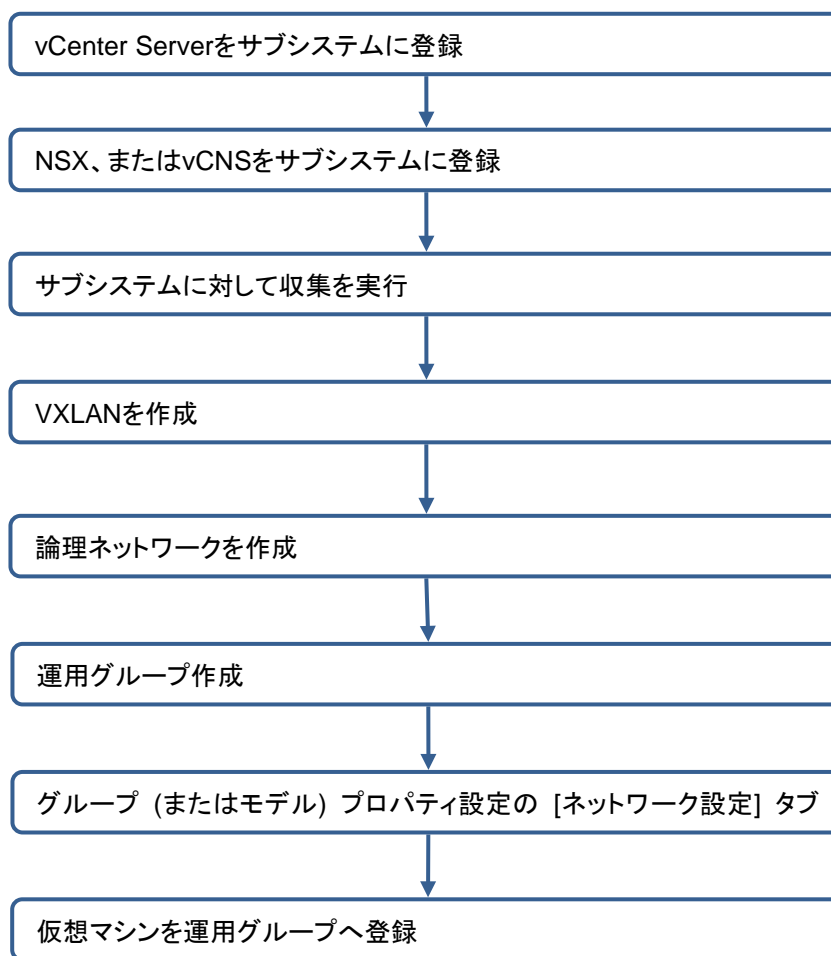 vCenter Serverをサブシステムに登録
NSX、またはvCNSをサブシステムに登録
サブシステムに対して収集を実行
VXLANを作成
論理ネットワークを作成
運用グループ作成
グループ (またはモデル) プロパティ設定の [ネットワーク設定] タブ
仮想マシンを運用グループへ登録